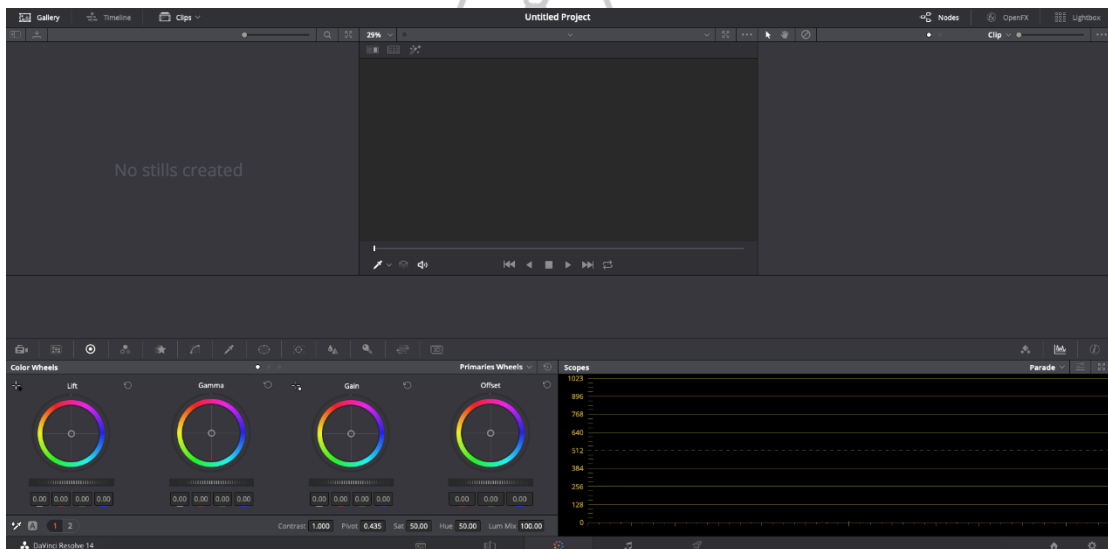 Gallery Timeline Clips Untitled Project Nodes OpenFX Lightbox
29% Clip
No stills created
Color Wheels Primaries Wheels Scopes Parade
Lift Gamma Gain Offset
1023
896
768
640
512
384
256
128
0
0.00 0.00 0.00 0.00 0.00 0.00 0.00 0.00 0.00 0.00 0.00 0.00 0.00 0.00 0.00
A 1 2 Contrast 1.000 Pivot 0.435 Sat 50.00 Hue 50.00 Lum Mix 100.00
DaVinci Resolve 14